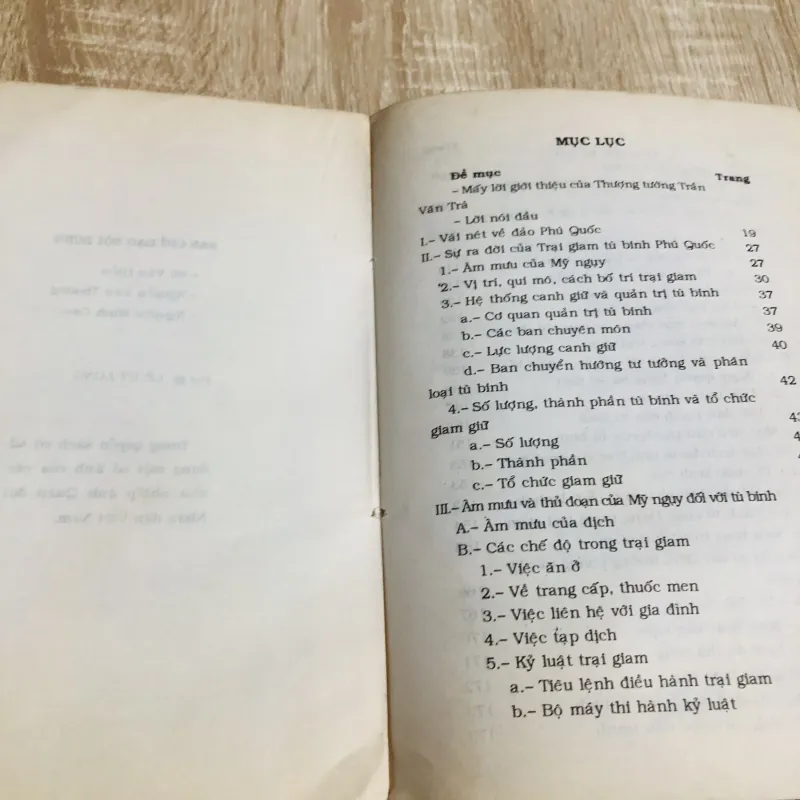 MỤC LỤC
Đề mục Trang
– Mấy lời giới thiệu của Thượng tướng Trần
Văn Trà
– Lời nói đầu
I.– Vài nét về đảo Phú Quốc 19
II.– Sự ra đời của Trại giam tù binh Phú Quốc 27
1.– Âm mưu của Mỹ ngụy 27
2.– Vị trí, qui mô, cách bố trí trại giam 30
3.– Hệ thống canh giữ và quản trị tù binh 37
a.– Cơ quan quản trị tù binh 37
b.– Các ban chuyên môn 39
c.– Lực lượng canh giữ 40
d.– Ban chuyển hướng tư tưởng và phân
loại tù binh 42
4.– Số lượng, thành phần tù binh và tổ chức
giam giữ
a.– Số lượng
b.– Thành phần
c.– Tổ chức giam giữ
III.– Âm mưu và thủ đoạn của Mỹ ngụy đối với tù binh
A.– Âm mưu của địch
B.– Các chế độ trong trại giam
1.– Việc ăn ở
2.– Về trang cấp, thuốc men
3.– Việc liên hệ với gia đình
4.– Việc tạp dịch
5.– Kỷ luật trại giam
a.– Tiêu lệnh điều hành trại giam
b.– Bộ máy thi hành kỷ luật